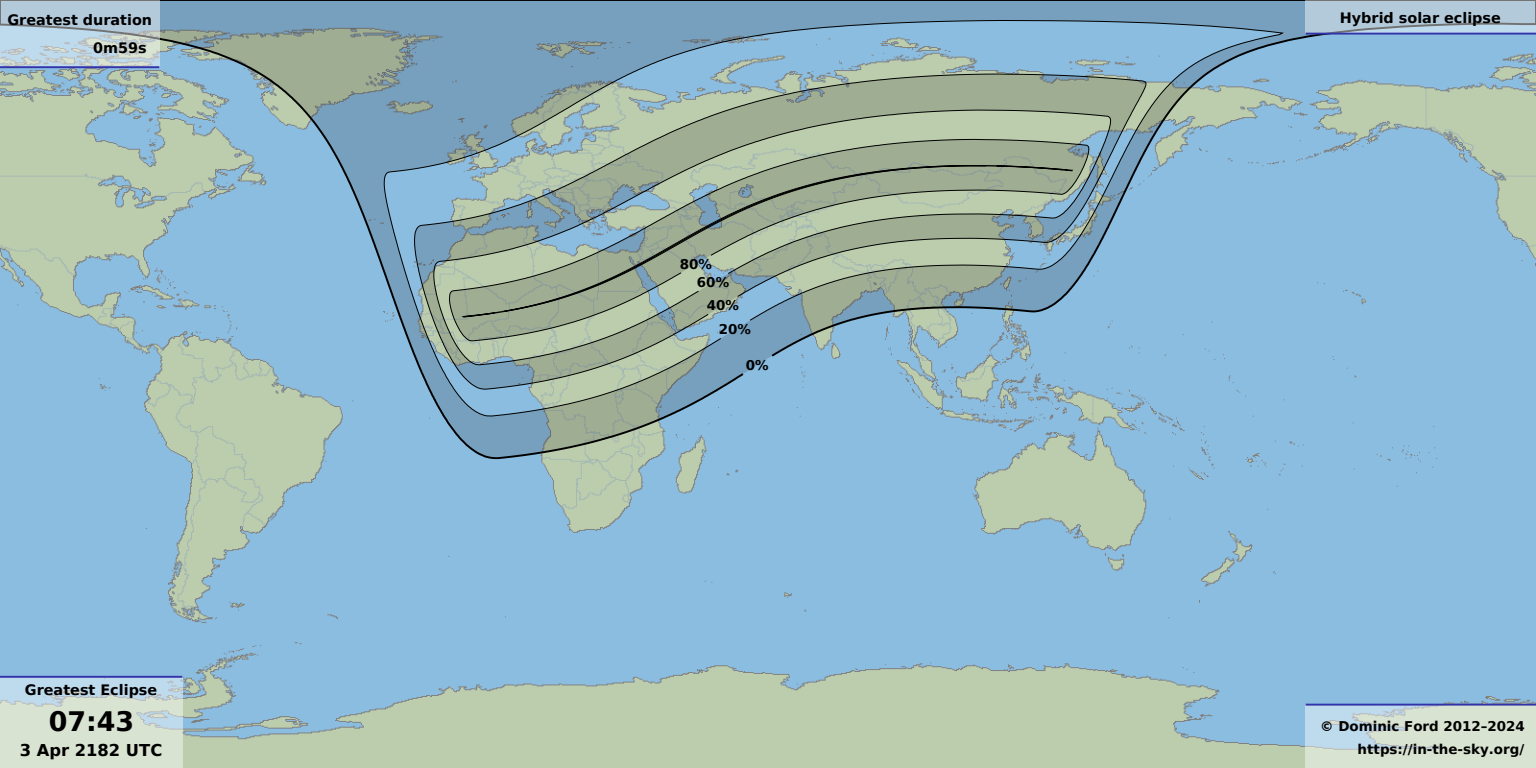 Greatest duration
0m59s
Hybrid solar eclipse
80%
60%
40%
20%
0%
Greatest Eclipse
07:43
3 Apr 2182 UTC
© Dominic Ford 2012–2024
https://in-the-sky.org/